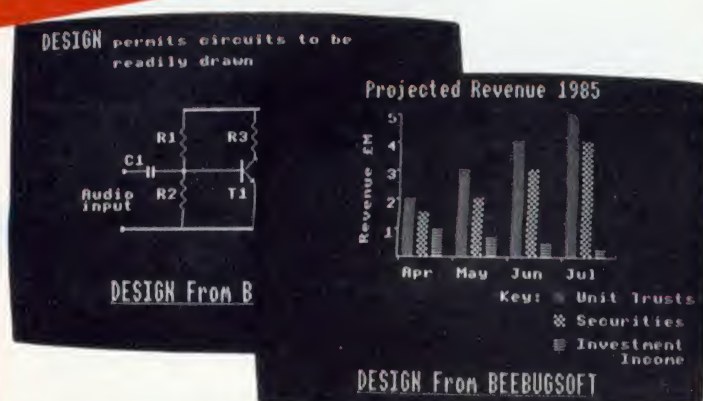 DESIGN permits circuits to be
readily drawn
R1
R3
C1
R2
T1
Audio
input
DESIGN From B
Projected Revenue 1985
Revenue £M
5
4
3
2
1
Apr May Jun Jul
Key: Unit Trusts
Securities
Investment
Income
DESIGN From BEEBUGSOFT